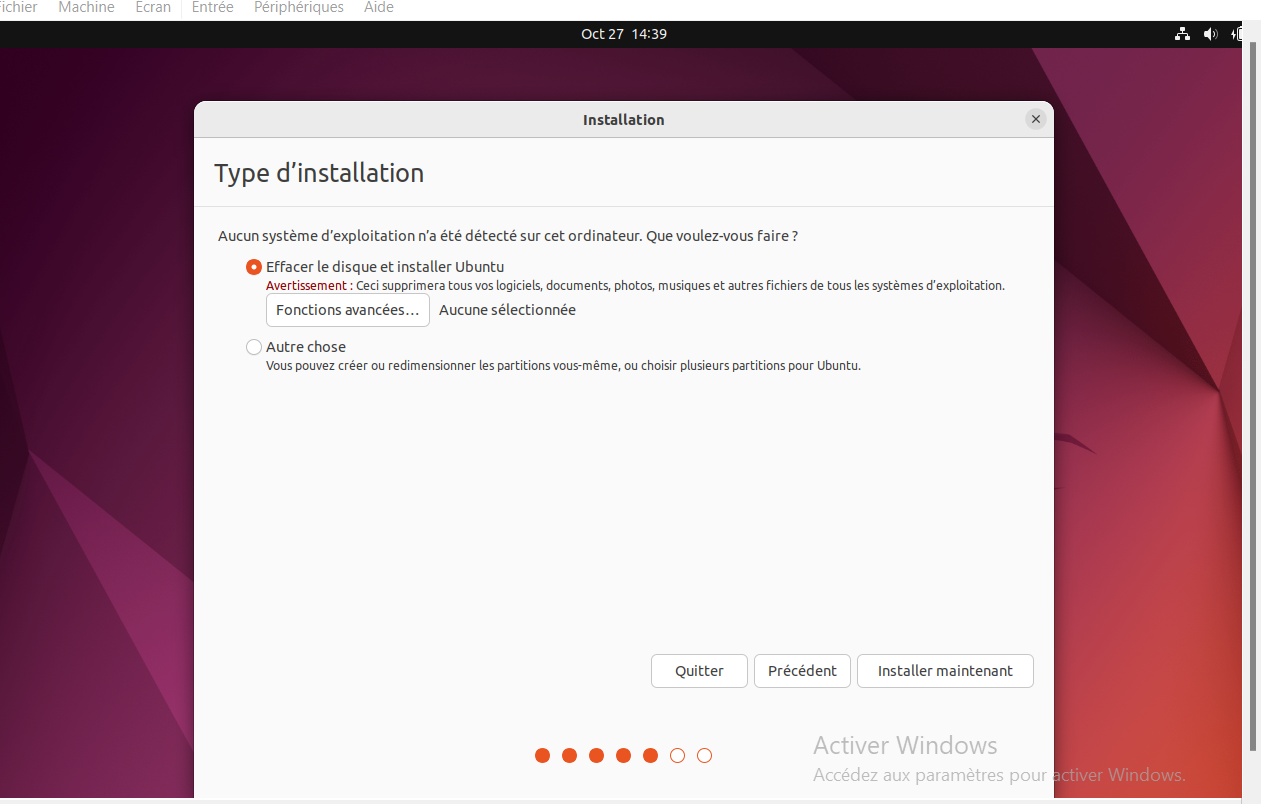 Fichier Machine Écran Entrée Périphériques Aide
Oct 27 14:39
Installation
Type d’installation
Aucun système d’exploitation n’a été détecté sur cet ordinateur. Que voulez-vous faire ?
Effacer le disque et installer Ubuntu
Avertissement : Ceci supprimera tous vos logiciels, documents, photos, musiques et autres fichiers de tous les systèmes d’exploitation.
Fonctions avancées… Aucune sélectionnée
Autre chose
Vous pouvez créer ou redimensionner les partitions vous-même, ou choisir plusieurs partitions pour Ubuntu.
Quitter Précédent Installer maintenant
Activer Windows
Accédez aux paramètres pour activer Windows.